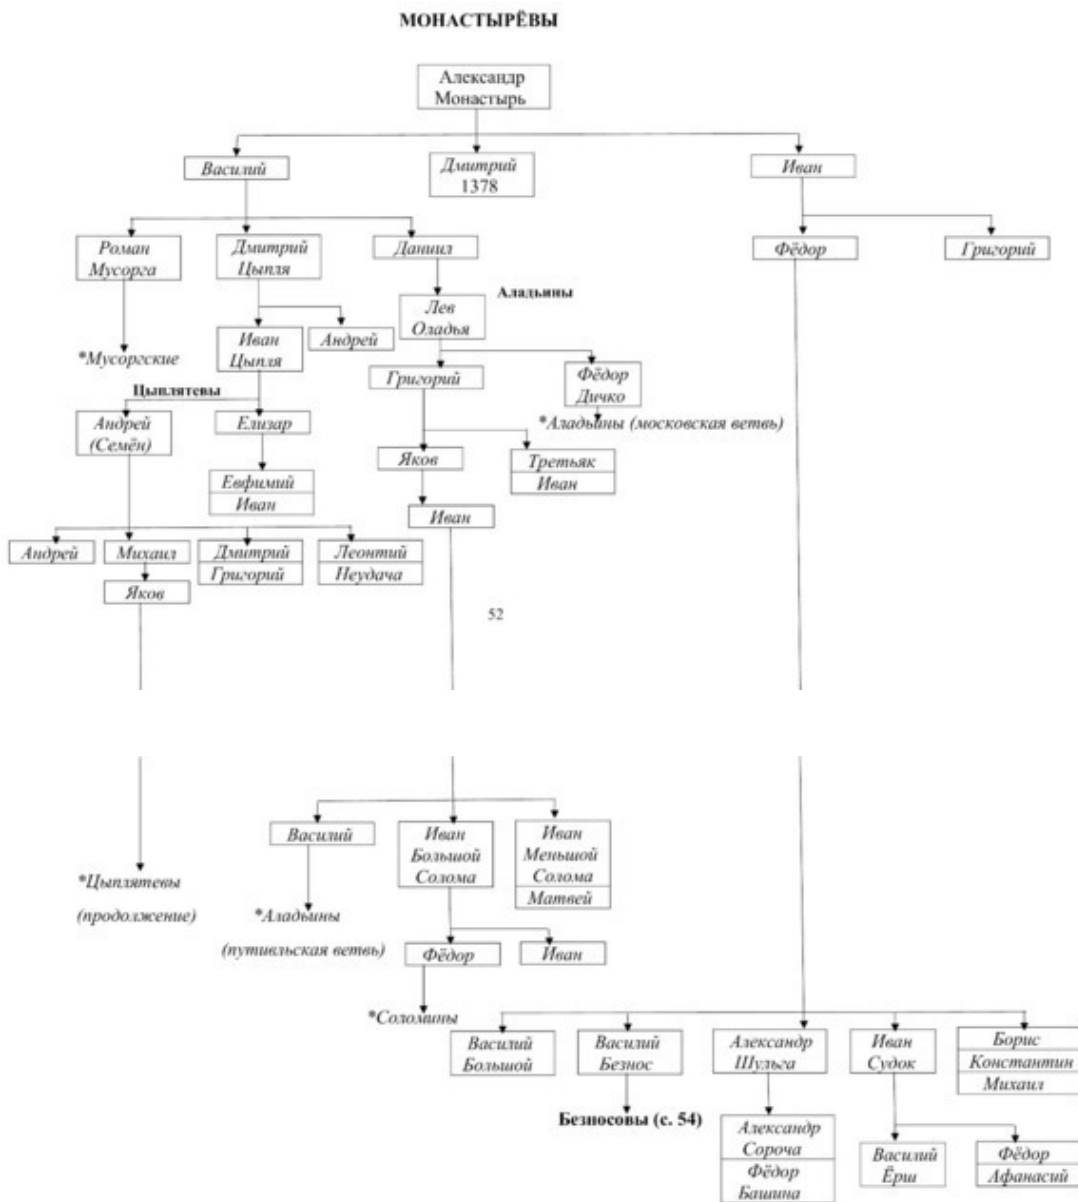 МОНАСТЫРЁВЫ
Александр
Монастырь
Василий
Дмитрий
1378
Иван
Роман
Мусорга
Дмитрий
Цыпля
Даниил
Фёдор
Григорий
Аладьины
Лев
Оладья
Иван
Цыпля
Андрей
*Мусоргские
Григорий
Фёдор
Дичко
Цыплятевы
*Аладьины (московская ветвь)
Андрей
(Семён)
Елизар
Яков
Третьяк
Иван
Евфимий
Иван
Иван
Андрей
Михаил
Дмитрий
Григорий
Леонтий
Неудача
Яков
52
Василий
Иван
Большой
Солома
Иван
Меньшой
Солома
Матвей
*Цыплятевы
(продолжение)
*Аладьины
(путивльская ветвь)
Фёдор
Иван
*Соломины
Василий
Большой
Василий
Безнос
Александр
Шульга
Иван
Судок
Борис
Константин
Михаил
Безносовы (с. 54)
Александр
Сороча
Фёдор
Башина
Василий
Ёрш
Фёдор
Афанасий